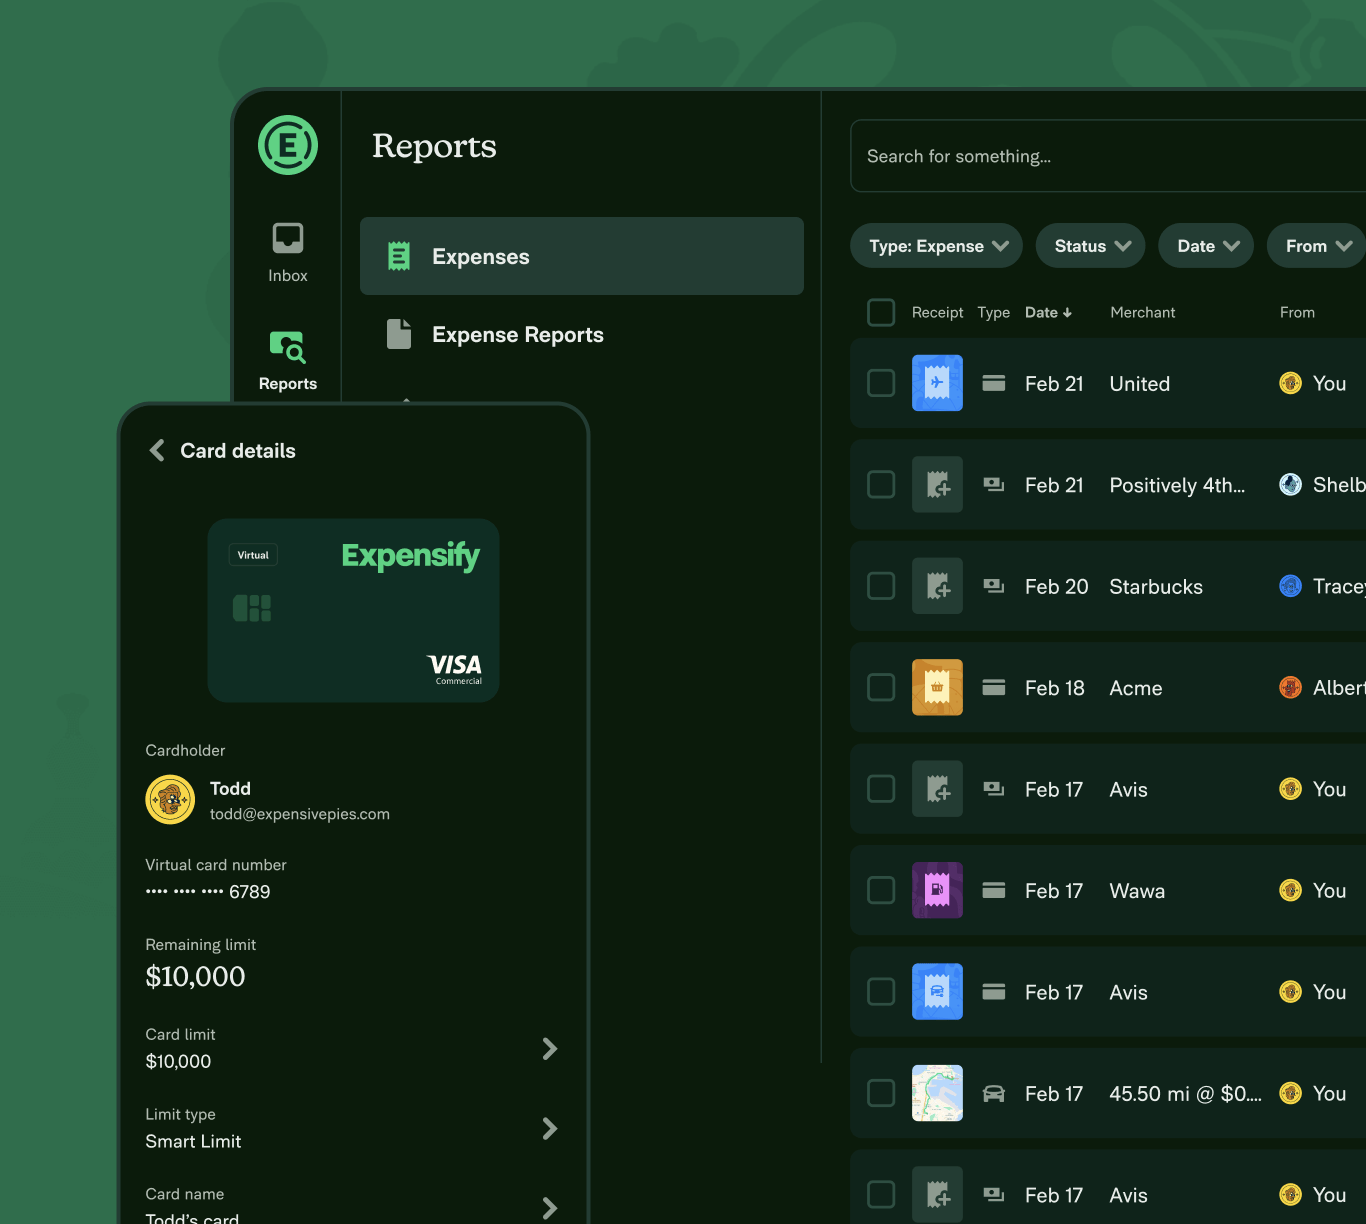 E
Reports
Search for something...
Inbox
Expenses
Type: Expense
Status
Date
From
Expense Reports
Receipt Type Date Merchant From
Reports
Feb 21 United You
Feb 21 Positively 4th... Shelb
Feb 20 Starbucks Tracey
Feb 18 Acme Albert
Feb 17 Avis You
Feb 17 Wawa You
Feb 17 Avis You
Feb 17 45.50 mi @ $0.... You
Feb 17 Avis You
Card details
Virtual
Expensify
VISA
Commercial
Cardholder
Todd
todd@expensivepies.com
Virtual card number
•••• •••• •••• 6789
Remaining limit
$10,000
Card limit
$10,000
Limit type
Smart Limit
Card name
Todd's card